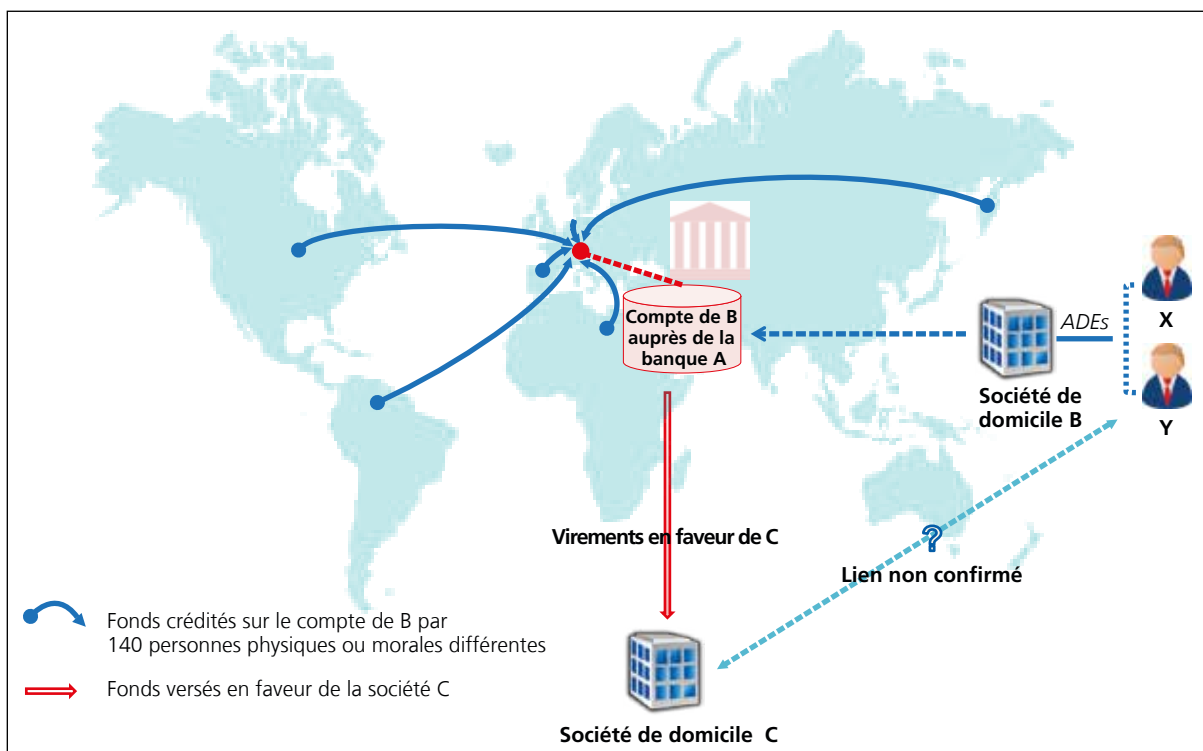 Compte de B
auprès de la
banque A
ADEs
X
Société de
domicile B
Y
Virements en faveur de C
?
Lien non confirmé
Fonds crédités sur le compte de B par
140 personnes physiques ou morales différentes
Fonds versés en faveur de la société C
Société de domicile C